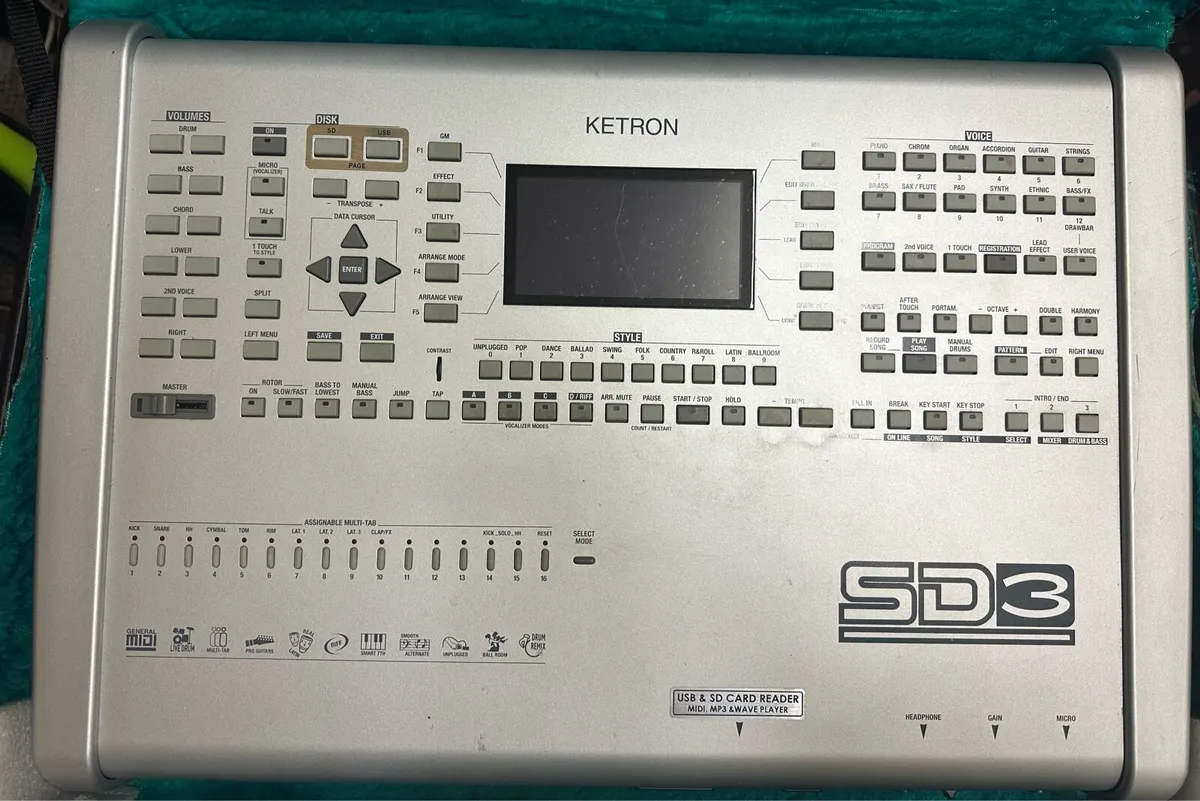 KETRON
VOLUMES
DRUM
BASS
CHORD
LOWER
2ND VOICE
RIGHT
MASTER
ON
MICRO
(VOCALIZER)
TALK
1 TOUCH
TO STYLE
SPLIT
LEFT MENU
DISK
SD USB
PAGE
- TRANSPOSE +
DATA CURSOR
ENTER
SAVE EXIT
GM
F1
EFFECT
F2
UTILITY
F3
ARRANGE MODE
F4
ARRANGE VIEW
F5
CONTRAST
LEAD
VOICE
PIANO CHROM ORGAN ACCORDION GUITAR STRINGS
1 2 3 4 5 6
BRASS SAX / FLUTE PAD SYNTH ETHNIC BASS/FX
7 8 9 10 11 12
DRAWBAR
PROGRAM 2nd VOICE 1 TOUCH REGISTRATION LEAD EFFECT USER VOICE
AFTER TOUCH PORTAM. - OCTAVE + DOUBLE HARMONY
RECORD SONG PLAY SONG MANUAL DRUMS PATTERN EDIT RIGHT MENU
STYLE
UNPLUGGED POP DANCE BALLAD SWING FOLK COUNTRY R&ROLL LATIN BALLROOM
0 1 2 3 4 5 6 7 8 9
ROTOR
ON SLOW/FAST BASS TO LOWEST MANUAL BASS JUMP TAP A B C D / RIFF ARR. MUTE PAUSE START / STOP HOLD
VOCALIZER MODES
COUNT / RESTART
BREAK KEY START KEY STOP
INTRO / END
1 2 3
ON LINE SONG STYLE SELECT MIXER DRUM & BASS
ASSIGNABLE MULTI-TAB
KICK SNARE HH CYMBAL TOM RIM LAT. 1 LAT. 2 LAT. 3 CLAP/FX KICK _SOLO_ HH RESET
1 2 3 4 5 6 7 8 9 10 11 12 13 14 15 16
SELECT
MODE
SD3
GENERAL
MIDI
LIVE DRUM
MULTI-TAB
PRO GUITARS
REAL
LATIN
RIFF
SMART 7TH
SMOOTH
ALTERNATE
UNPLUGGED
BALL ROOM
DRUM
REMIX
USB & SD CARD READER
MIDI, MP3 & WAVE PLAYER
HEADPHONE GAIN MICRO